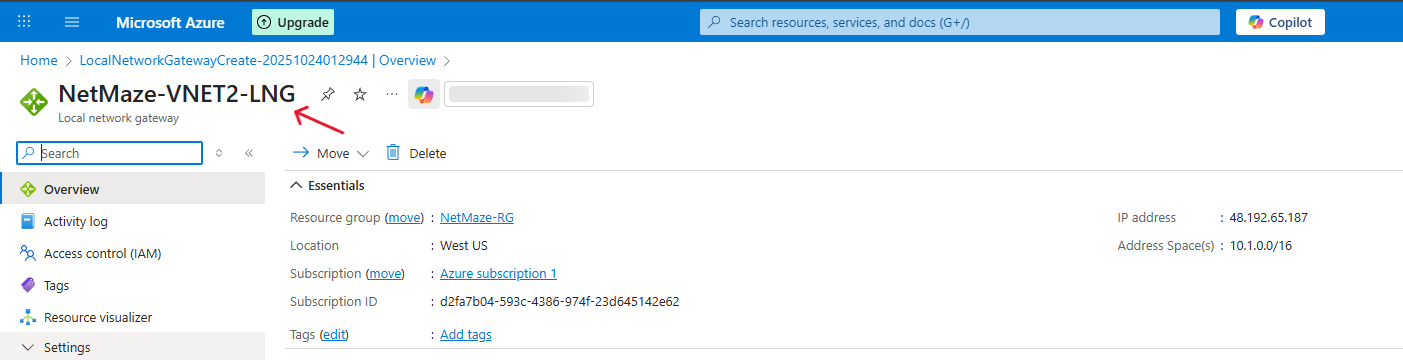 Microsoft Azure Upgrade Search resources, services, and docs (G+/) Copilot
Home > LocalNetworkGatewayCreate-20251024012944 | Overview >
NetMaze-VNET2-LNG
Local network gateway
Search
Move Delete
Overview
Activity log
Access control (IAM)
Tags
Resource visualizer
Settings
Essentials
Resource group (move) : NetMaze-RG
Location : West US
Subscription (move) : Azure subscription 1
Subscription ID : d2fa7b04-593c-4386-974f-23d645142e62
Tags (edit) : Add tags
IP address : 48.192.65.187
Address Space(s) : 10.1.0.0/16